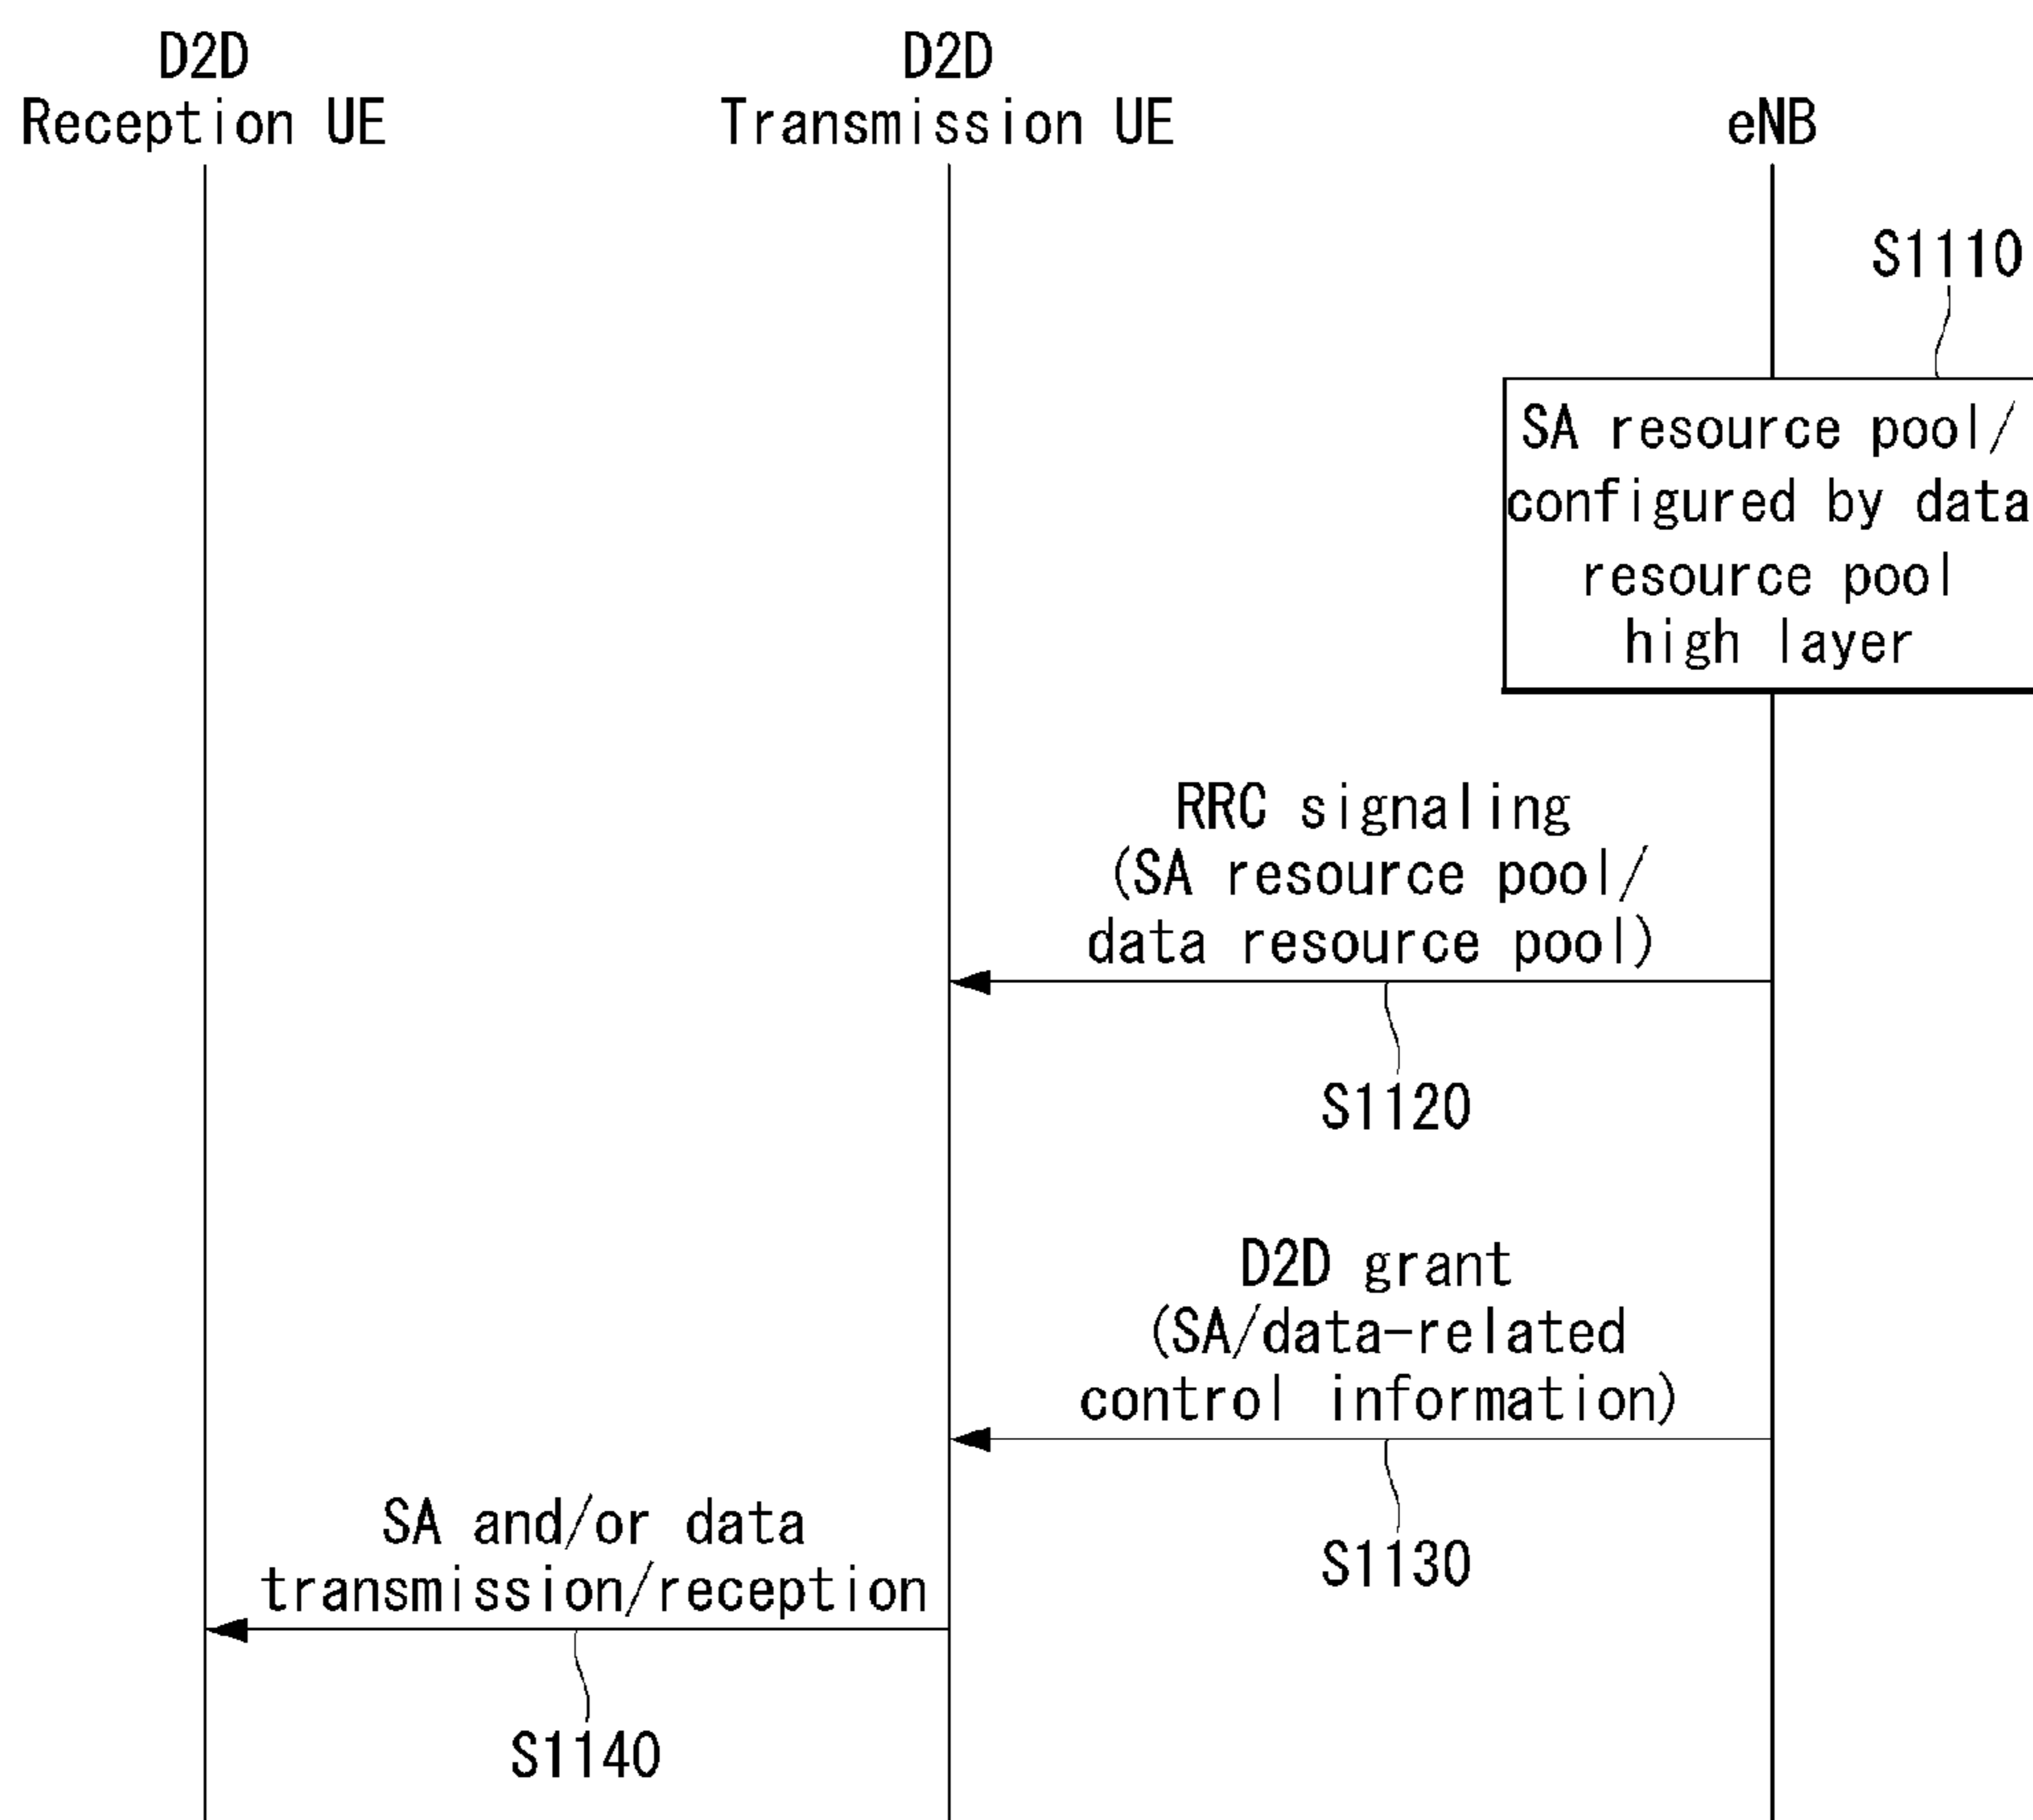 D2D
Reception UE
D2D
Transmission UE
eNB
S1110
SA resource pool/
configured by data
resource pool
high layer
RRC signaling
(SA resource pool/
data resource pool)
S1120
D2D grant
(SA/data-related
control information)
S1130
SA and/or data
transmission/reception
S1140